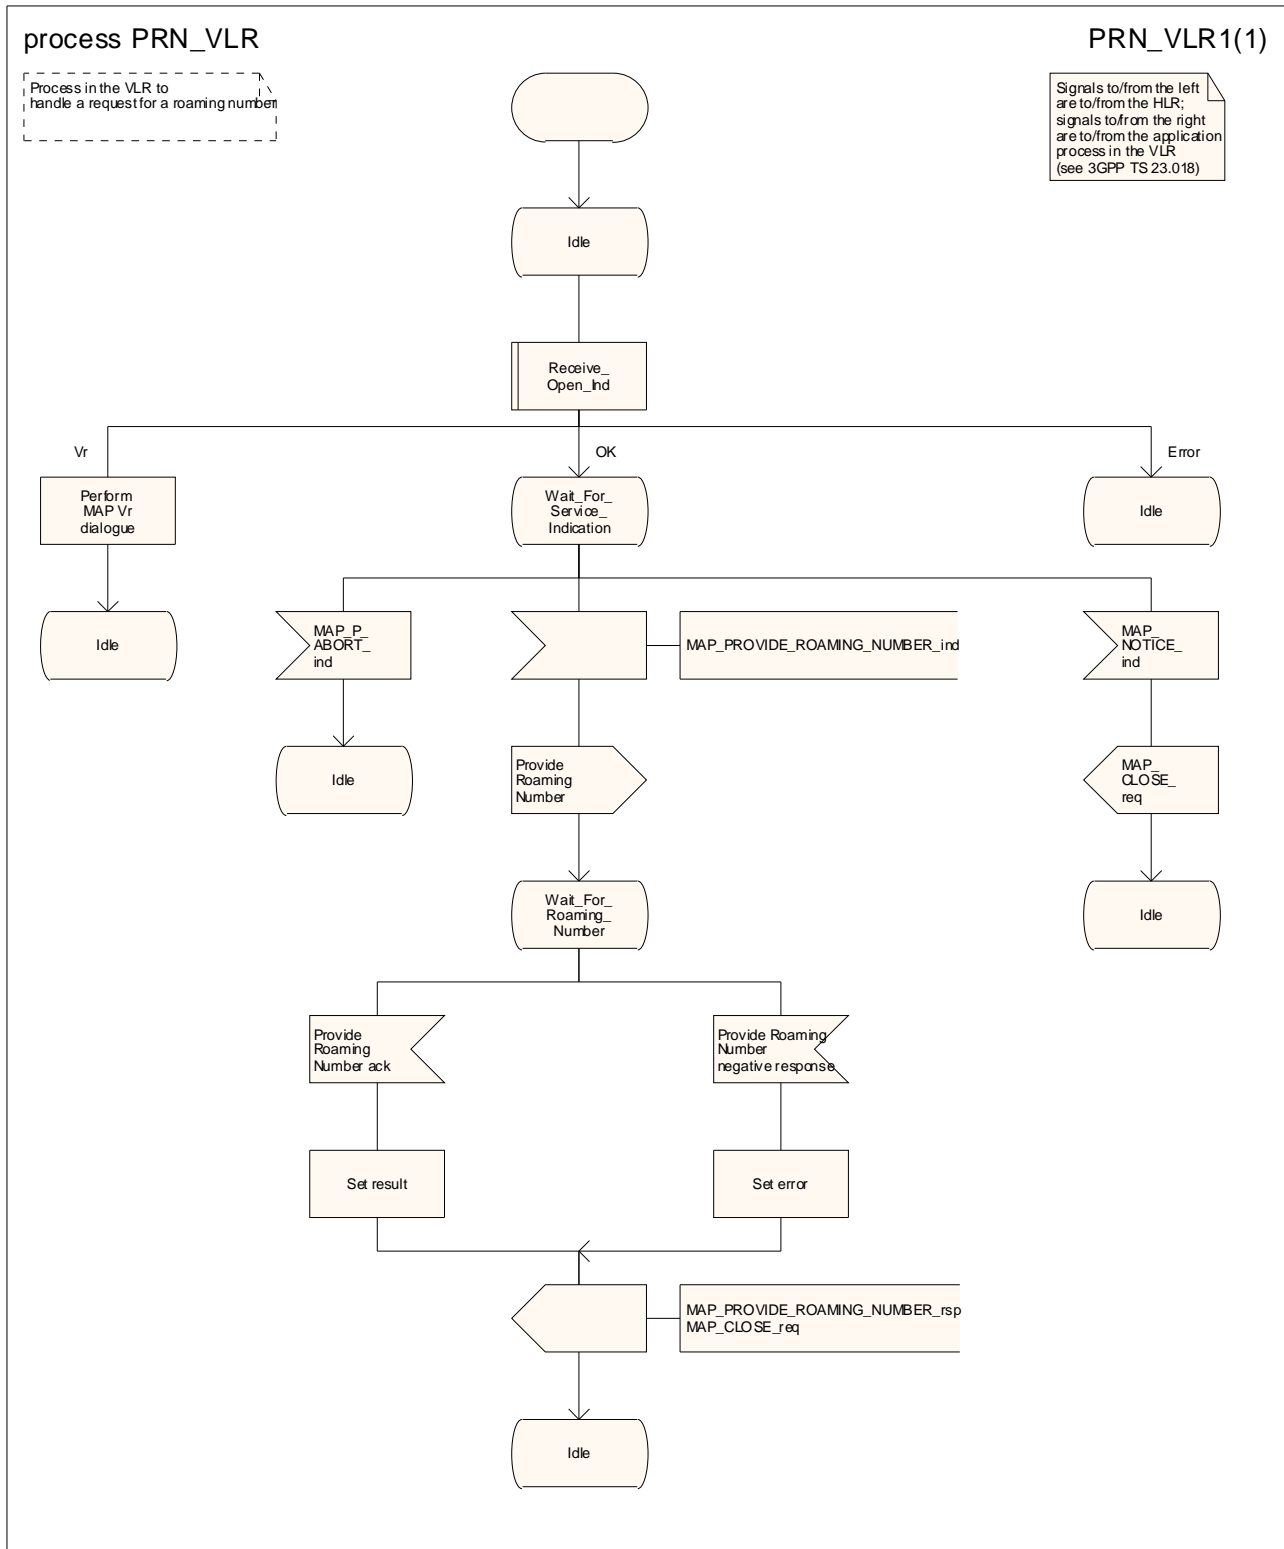 process PRN_VLR
PRN_VLR1(1)
Process in the VLR to
handle a request for a roaming number
Signals to/from the left
are to/from the HLR;
signals to/from the right
are to/from the application
process in the VLR
(see 3GPP TS 23.018)
Idle
Receive_
Open_Ind
Vr
OK
Error
Perform
MAP Vr
dialogue
Wait_For_
Service_
Indication
Idle
Idle
MAP_P_
ABORT_
ind
MAP_PROVIDE_ROAMING_NUMBER_ind
MAP_
NOTICE_
ind
Idle
Provide
Roaming
Number
MAP_
CLOSE_
req
Wait_For_
Roaming_
Number
Idle
Provide
Roaming
Number ack
Provide Roaming
Number
negative response
Set result
Set error
MAP_PROVIDE_ROAMING_NUMBER_rsp
MAP_CLOSE_req
Idle